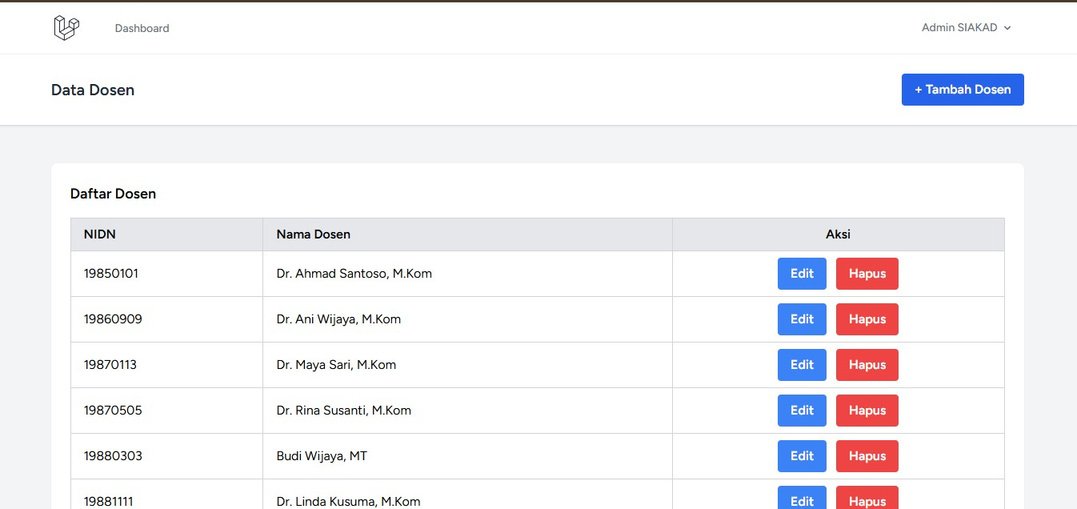 Dashboard Admin SIAKAD
Data Dosen + Tambah Dosen
Daftar Dosen
NIDN Nama Dosen Aksi
19850101 Dr. Ahmad Santoso, M.Kom Edit Hapus
19860909 Dr. Ani Wijaya, M.Kom Edit Hapus
19870113 Dr. Maya Sari, M.Kom Edit Hapus
19870505 Dr. Rina Susanti, M.Kom Edit Hapus
19880303 Budi Wijaya, MT Edit Hapus
19881111 Dr. Linda Kusuma, M.Kom Edit Hapus